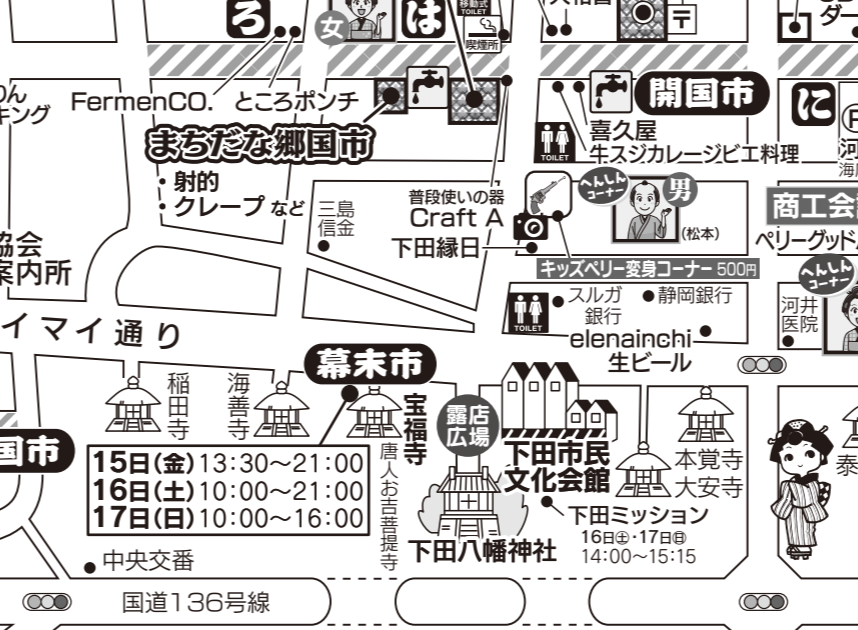 ろ
女
は
移動式
TOILET
喫煙所
〒
ダー
FermenCO.
ところポンチ
開国市
に
キング
まちだな郷国市
・射的
・クレープ など
喜久屋
牛スジカレージビエ料理
TOILET
へんしん
コーナー
男
(松本)
三島
信金
普段使いの器
Craft A
下田縁日
商工会
協会
案内所
キッズペリー変身コーナー 500円
へんしん
コーナー
スルガ
銀行
静岡銀行
TOILET
河井
医院
elenainchi
生ビール
イマイ通り
幕末市
稲田寺
海善寺
宝福寺
唐人お吉菩提寺
露店
広場
下田市民
文化会館
本覚寺
大安寺
泰
国市
15日(金)13:30〜21:00
16日(土)10:00〜21:00
17日(日)10:00〜16:00
下田ミッション
16日㊏・17日㊐
14:00〜15:15
下田八幡神社
中央交番
国道136号線